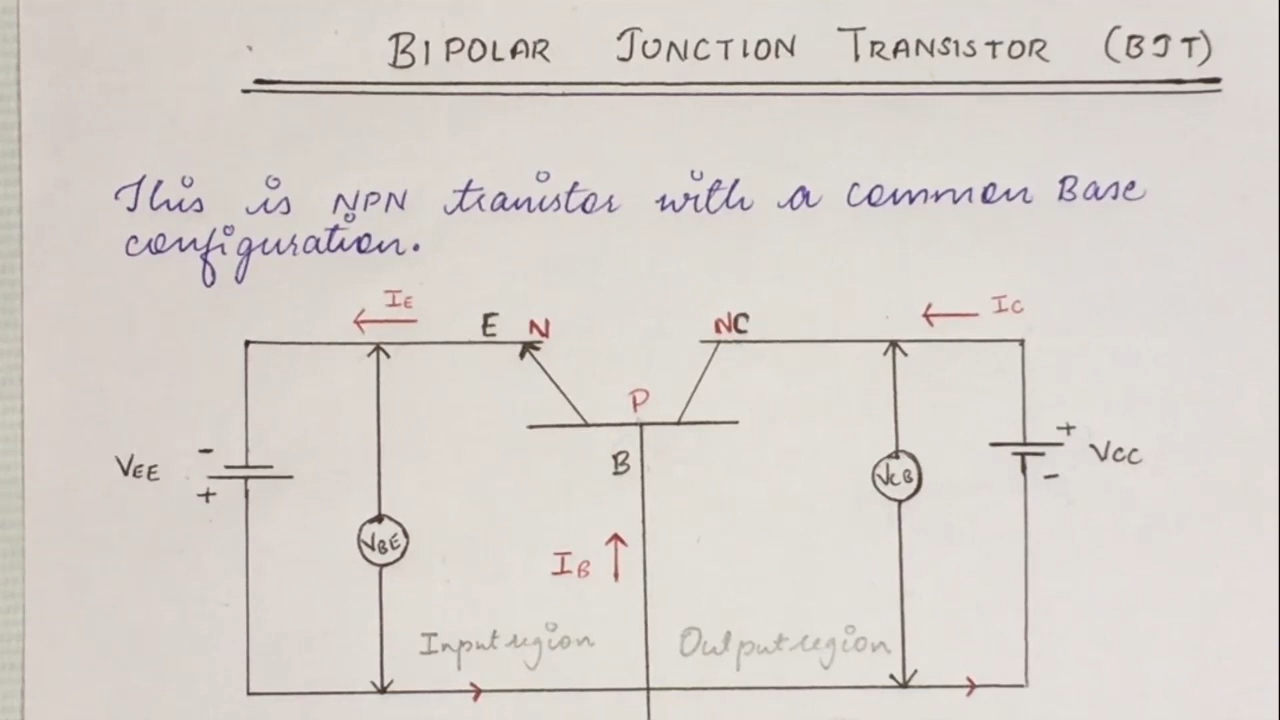 BIPOLAR JUNCTION TRANSISTOR (BJT)
This is NPN transistor with a common Base
configuration.
IE
IC
E N
NC
P
- 
+
VEE
B
VCB
+
-
VCC
VBE
IB
Input region
Output region